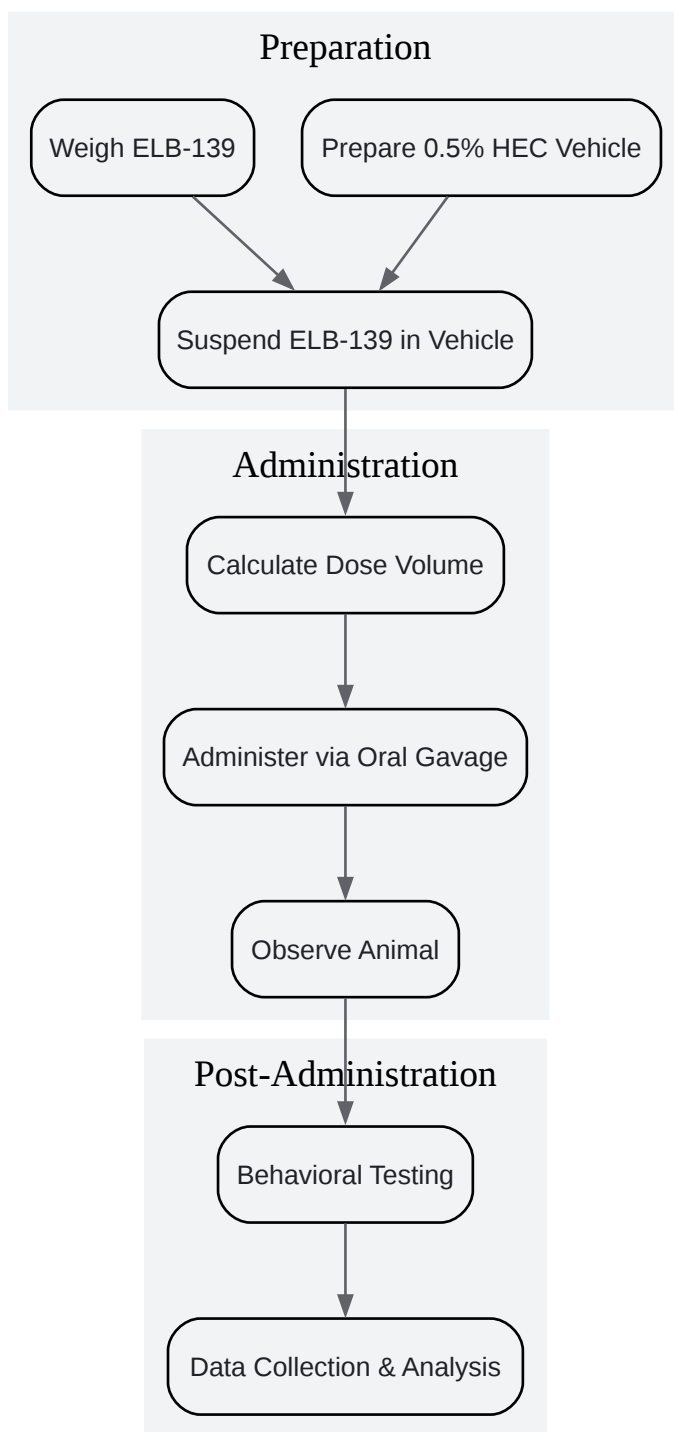 Preparation
Weigh ELB-139
Prepare 0.5% HEC Vehicle
Suspend ELB-139 in Vehicle
Administration
Calculate Dose Volume
Administer via Oral Gavage
Observe Animal
Post-Administration
Behavioral Testing
Data Collection & Analysis